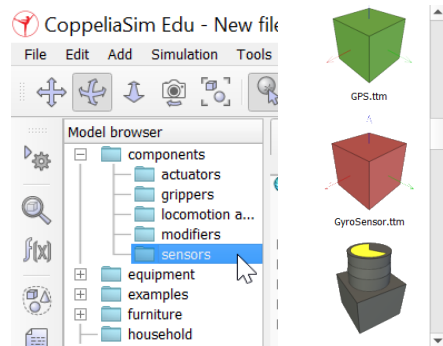 CoppeliaSim Edu - New file
File Edit Add Simulation Tools
Model browser
components
actuators
grippers
locomotion a...
modifiers
sensors
equipment
examples
furniture
household
f(x)
GPS.ttm
GyroSensor.ttm